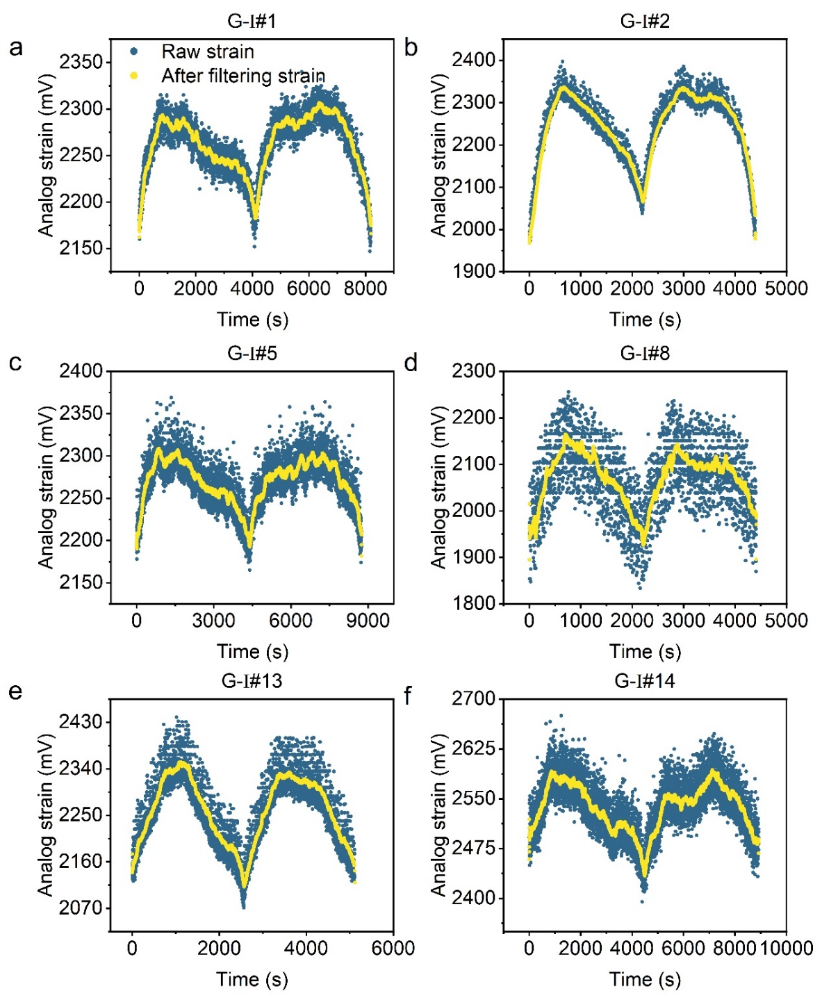 G-I#1
a
Raw strain
After filtering strain
2350
2300
2250
2200
2150
Analog strain (mV)
0 2000 4000 6000 8000
Time (s)
G-I#2
b
2400
2300
2200
2100
2000
1900
Analog strain (mV)
0 1000 2000 3000 4000 5000
Time (s)
G-I#5
c
2400
2350
2300
2250
2200
2150
Analog strain (mV)
0 3000 6000 9000
Time (s)
G-I#8
d
2300
2200
2100
2000
1900
1800
Analog strain (mV)
0 1000 2000 3000 4000 5000
Time (s)
G-I#13
e
2430
2340
2250
2160
2070
Analog strain (mV)
0 2000 4000 6000
Time (s)
G-I#14
f
2700
2625
2550
2475
2400
Analog strain (mV)
0 2000 4000 6000 8000 10000
Time (s)